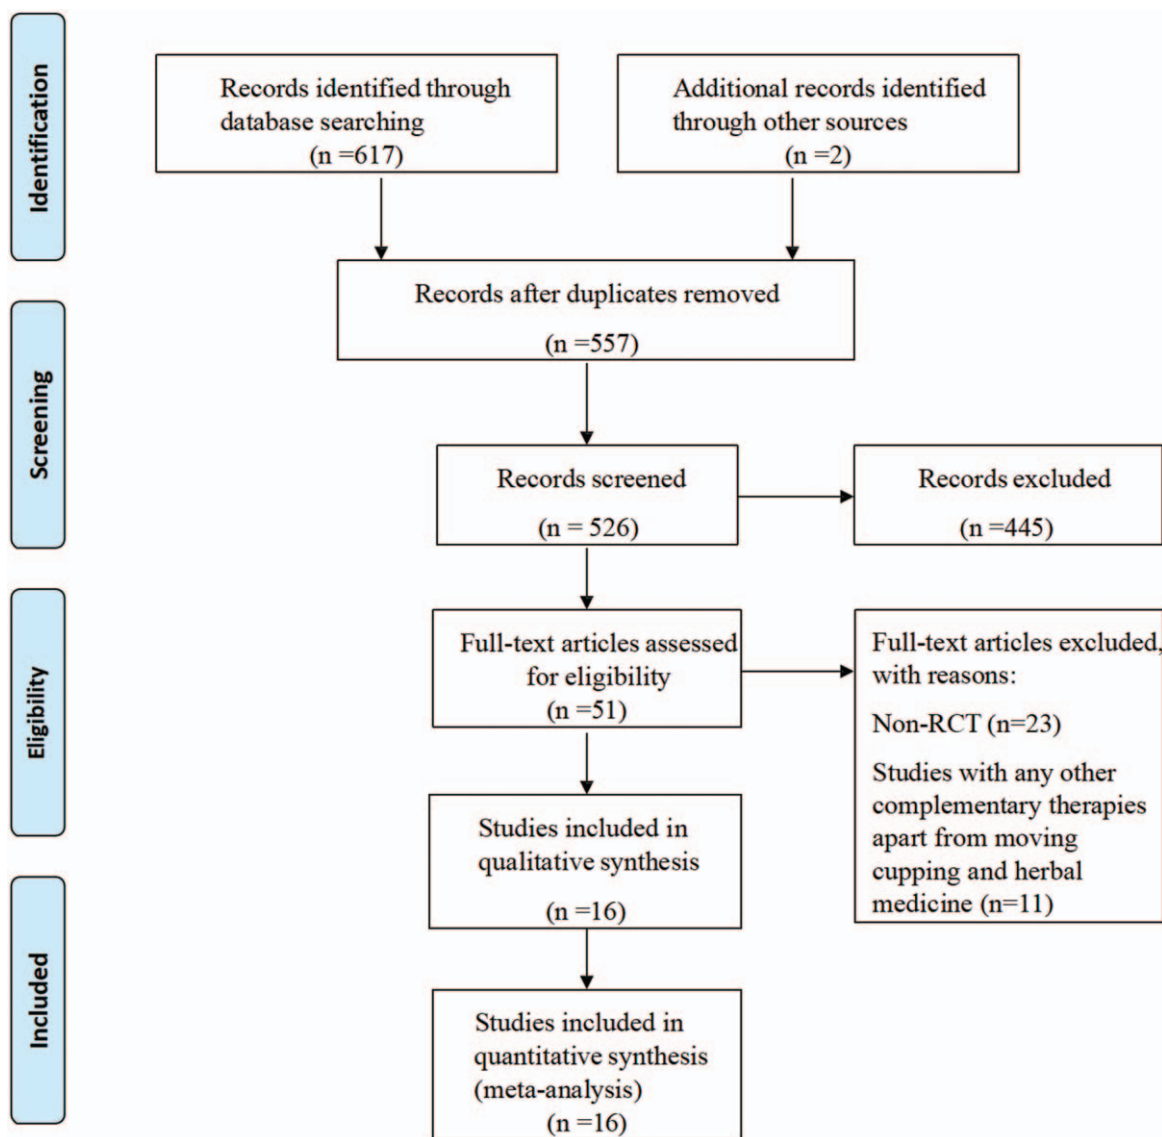 Identification
Records identified through
database searching
(n =617)
Additional records identified
through other sources
(n =2)
Records after duplicates removed
(n =557)
Screening
Records screened
(n = 526)
Records excluded
(n =445)
Eligibility
Full-text articles assessed
for eligibility
(n =51)
Full-text articles excluded,
with reasons:
Non-RCT (n=23)
Studies with any other
complementary therapies
apart from moving
cupping and herbal
medicine (n=11)
Studies included in
qualitative synthesis
(n =16)
Included
Studies included in
quantitative synthesis
(meta-analysis)
(n =16)